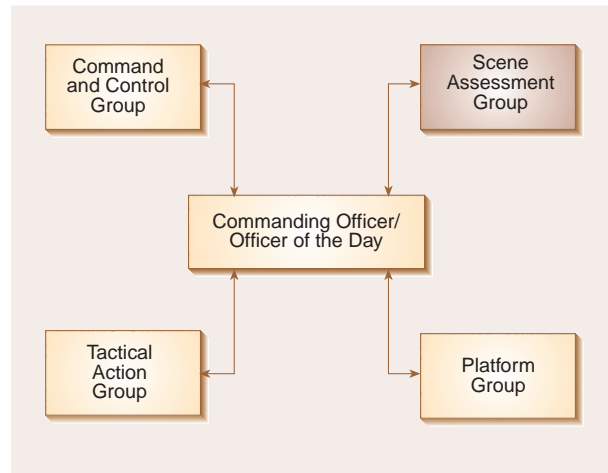 Command
and Control
Group
Scene
Assessment
Group
Commanding Officer/
Officer of the Day
Tactical
Action
Group
Platform
Group